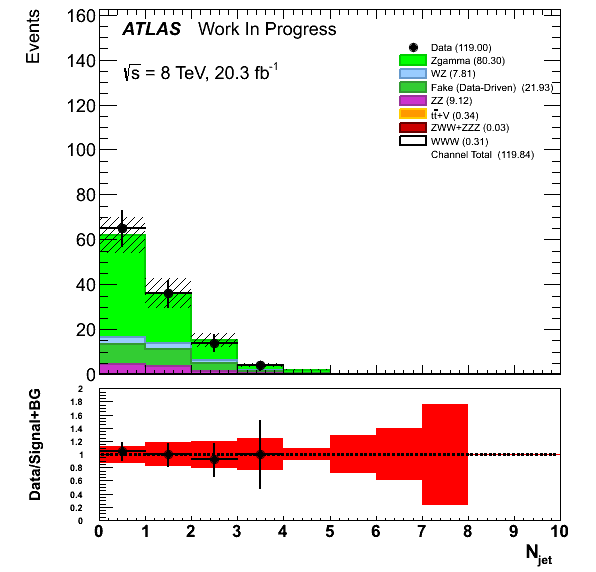 Events
160
140
120
100
80
60
40
20
0
ATLAS Work In Progress
√s = 8 TeV, 20.3 fb-1
Data (119.00)
Zgamma (80.30)
WZ (7.81)
Fake (Data-Driven) (21.93)
ZZ (9.12)
tt̄+V (0.34)
ZWW+ZZZ (0.03)
WWW (0.31)
Channel Total (119.84)
Data/Signal+BG
2
1.8
1.6
1.4
1.2
1
0.8
0.6
0.4
0.2
0
0 1 2 3 4 5 6 7 8 9 10
Njet